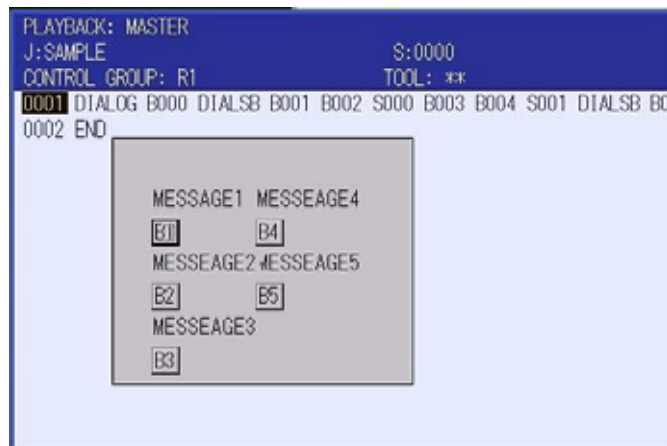 PLAYBACK: MASTER
J:SAMPLE S:0000
CONTROL GROUP: R1 TOOL: **
0001 DIALOG B000 DIALSB B001 B002 S000 B003 B004 S001 DIALSB
0002 END
MESSAGE1 MESSEAGE4
B1 B4
MESSEAGE2 MESSEAGE5
B2 B5
MESSEAGE3
B3